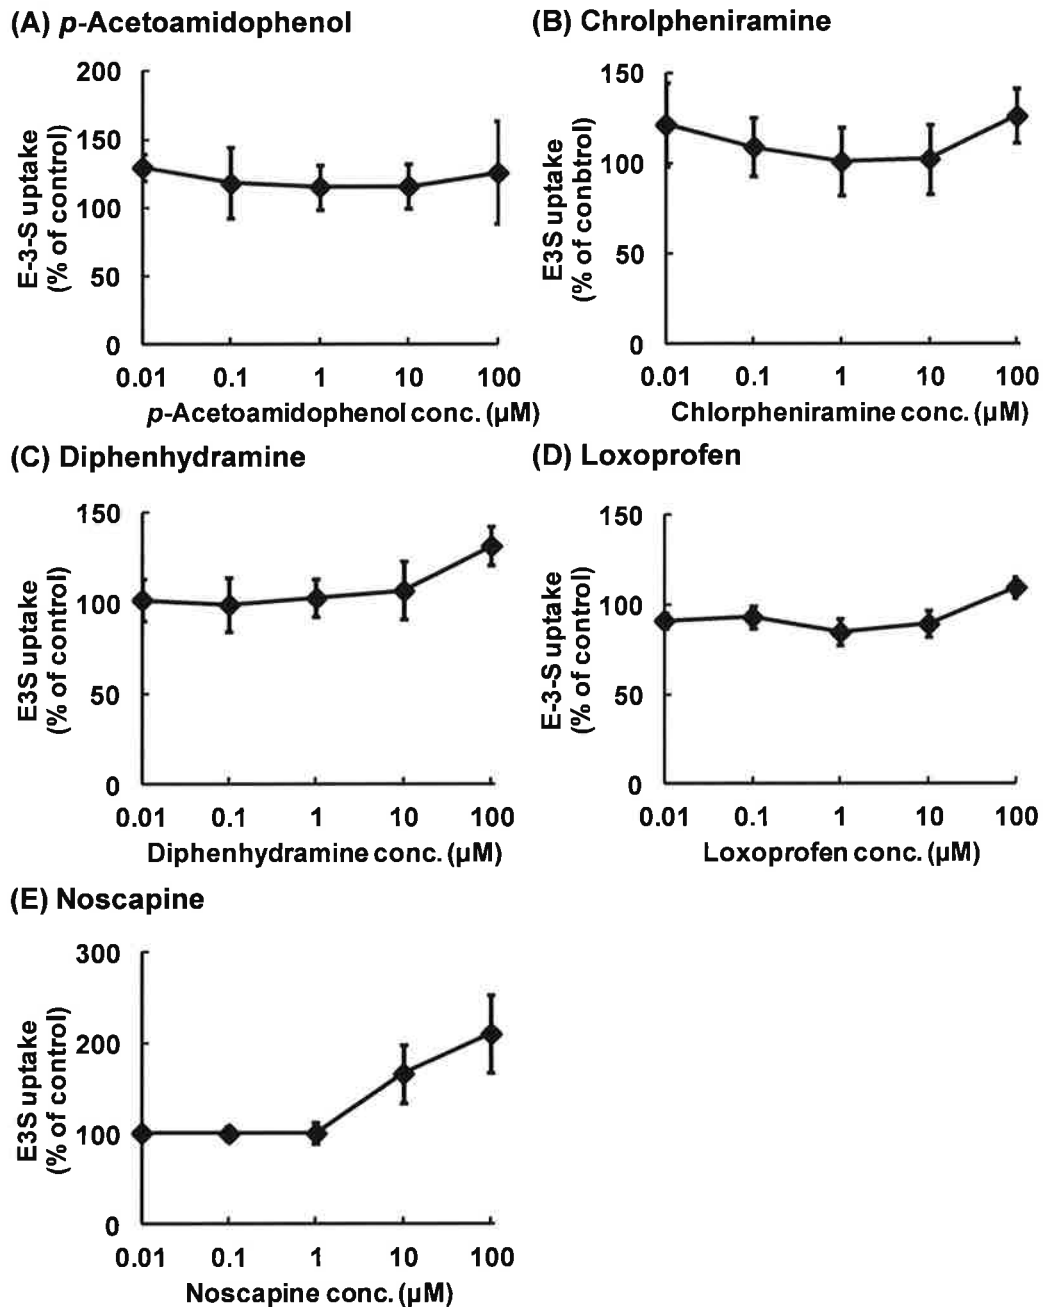 (A) p-Acetoamidophenol
200
150
100
50
0
E-3-S uptake
(% of control)
0.01 0.1 1 10 100
p-Acetoamidophenol conc. (μM)
(B) Chrolpheniramine
150
100
50
0
E3S uptake
(% of conbtrol)
0.01 0.1 1 10 100
Chlorpheniramine conc. (μM)
(C) Diphenhydramine
150
100
50
0
E3S uptake
(% of control)
0.01 0.1 1 10 100
Diphenhydramine conc. (μM)
(D) Loxoprofen
150
100
50
0
E-3-S uptake
(% of control)
0.01 0.1 1 10 100
Loxoprofen conc. (μM)
(E) Noscapine
300
200
100
0
E3S uptake
(% of control)
0.01 0.1 1 10 100
Noscapine conc. (μM)